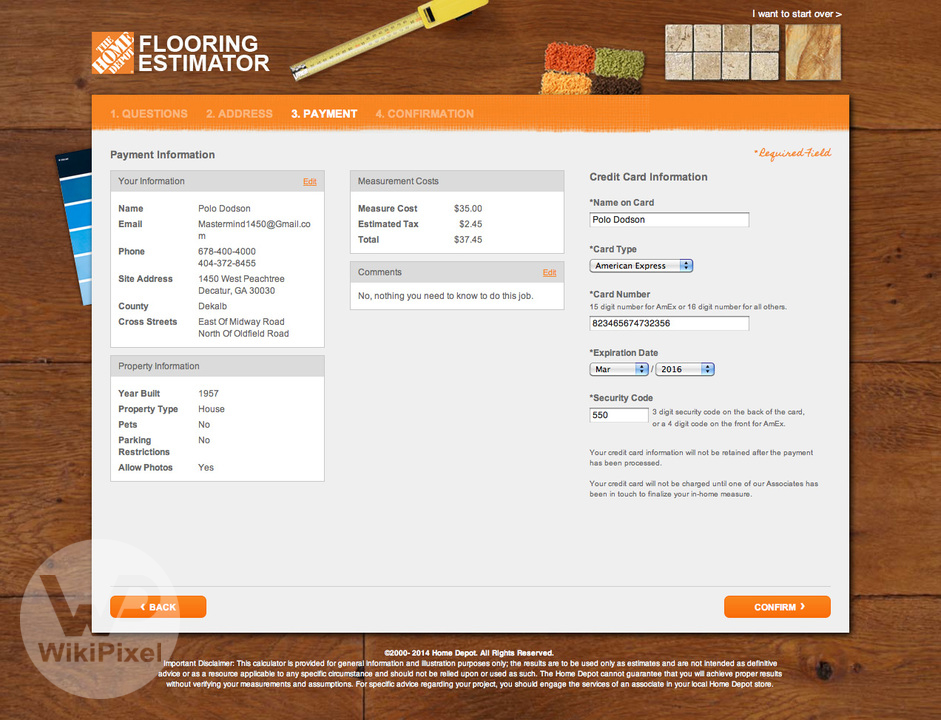 I want to start over >
THE HOME DEPOT
FLOORING
ESTIMATOR
1. QUESTIONS 2. ADDRESS 3. PAYMENT 4. CONFIRMATION
*Required Field
Payment Information
Your Information Edit
Name Polo Dodson
Email Mastermind1450@Gmail.co
m
Phone 678-400-4000
404-372-8455
Site Address 1450 West Peachtree
Decatur, GA 30030
County Dekalb
Cross Streets East Of Midway Road
North Of Oldfield Road
Property Information
Year Built 1957
Property Type House
Pets No
Parking No
Restrictions
Allow Photos Yes
Measurement Costs
Measure Cost $35.00
Estimated Tax $2.45
Total $37.45
Comments Edit
No, nothing you need to know to do this job.
Credit Card Information
*Name on Card
Polo Dodson
*Card Type
American Express
*Card Number
15 digit number for AmEx or 16 digit number for all others.
823465674732356
*Expiration Date
Mar / 2016
*Security Code
550 3 digit security code on the back of the card,
or a 4 digit code on the front for AmEx.
Your credit card information will not be retained after the payment
has been processed.
Your credit card will not be charged until one of our Associates has
been in touch to finalize your in-home measure.
‹ BACK
CONFIRM ›
WP
WikiPixel
©2000- 2014 Home Depot. All Rights Reserved.
Important Disclaimer: This calculator is provided for general information and illustration purposes only; the results are to be used only as estimates and are not intended as definitive
advice or as a resource applicable to any specific circumstance and should not be relied upon or used as such. The Home Depot cannot guarantee that you will achieve proper results
without verifying your measurements and assumptions. For specific advice regarding your project, you should engage the services of an associate in your local Home Depot store.